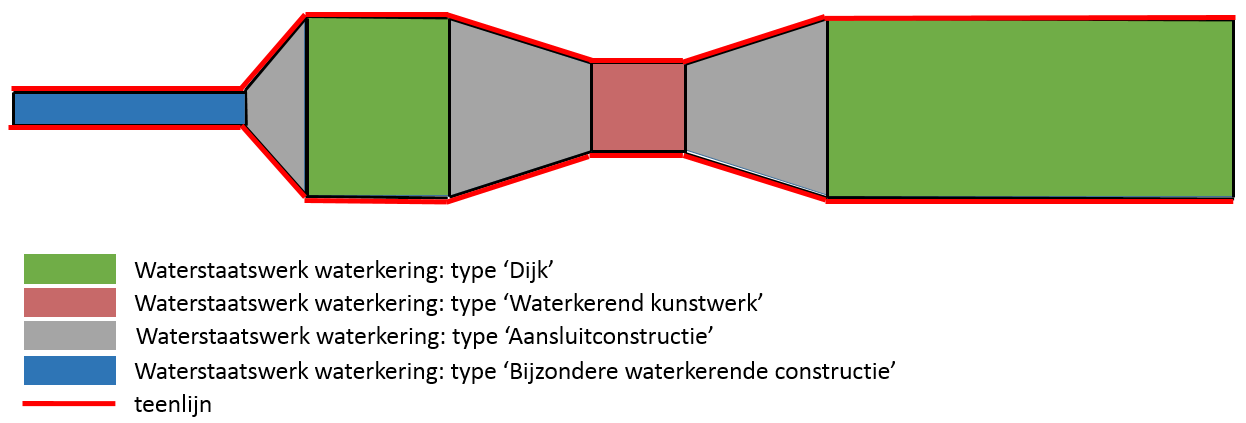 Waterstaatswerk waterkering: type ‘Dijk’
Waterstaatswerk waterkering: type ‘Waterkerend kunstwerk’
Waterstaatswerk waterkering: type ‘Aansluitconstructie’
Waterstaatswerk waterkering: type ‘Bijzondere waterkerende constructie’
teenlijn